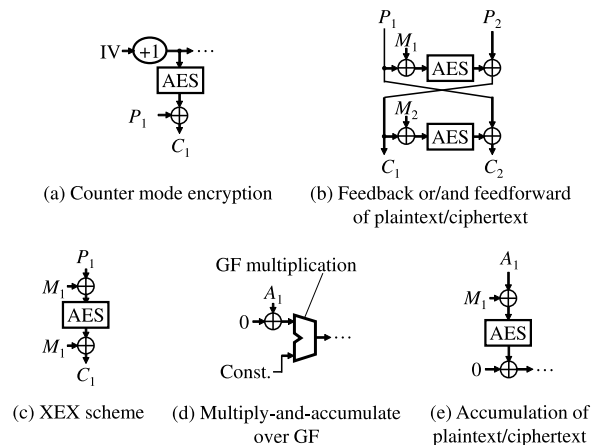 IV +1 ···
AES
P1
C1
(a) Counter mode encryption
P1 P2
M1
AES
M2
AES
C1 C2
(b) Feedback or/and feedforward
of plaintext/ciphertext
P1
M1
AES
M1
C1
(c) XEX scheme
GF multiplication
A1
0
···
Const.
(d) Multiply-and-accumulate
over GF
A1
M1
AES
0 ···
(e) Accumulation of
plaintext/ciphertext